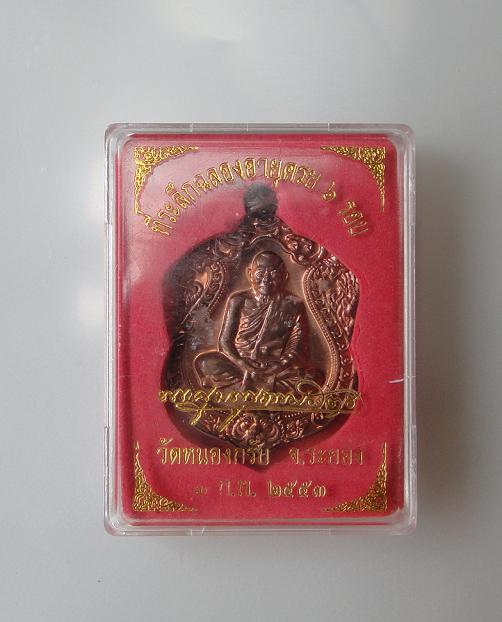 ที่ระลึกฉลองอายุครบ ๖ รอบ
วัดหนองกรับ จ.ระยอง
๓ ก.ค. ๒๕๕๓